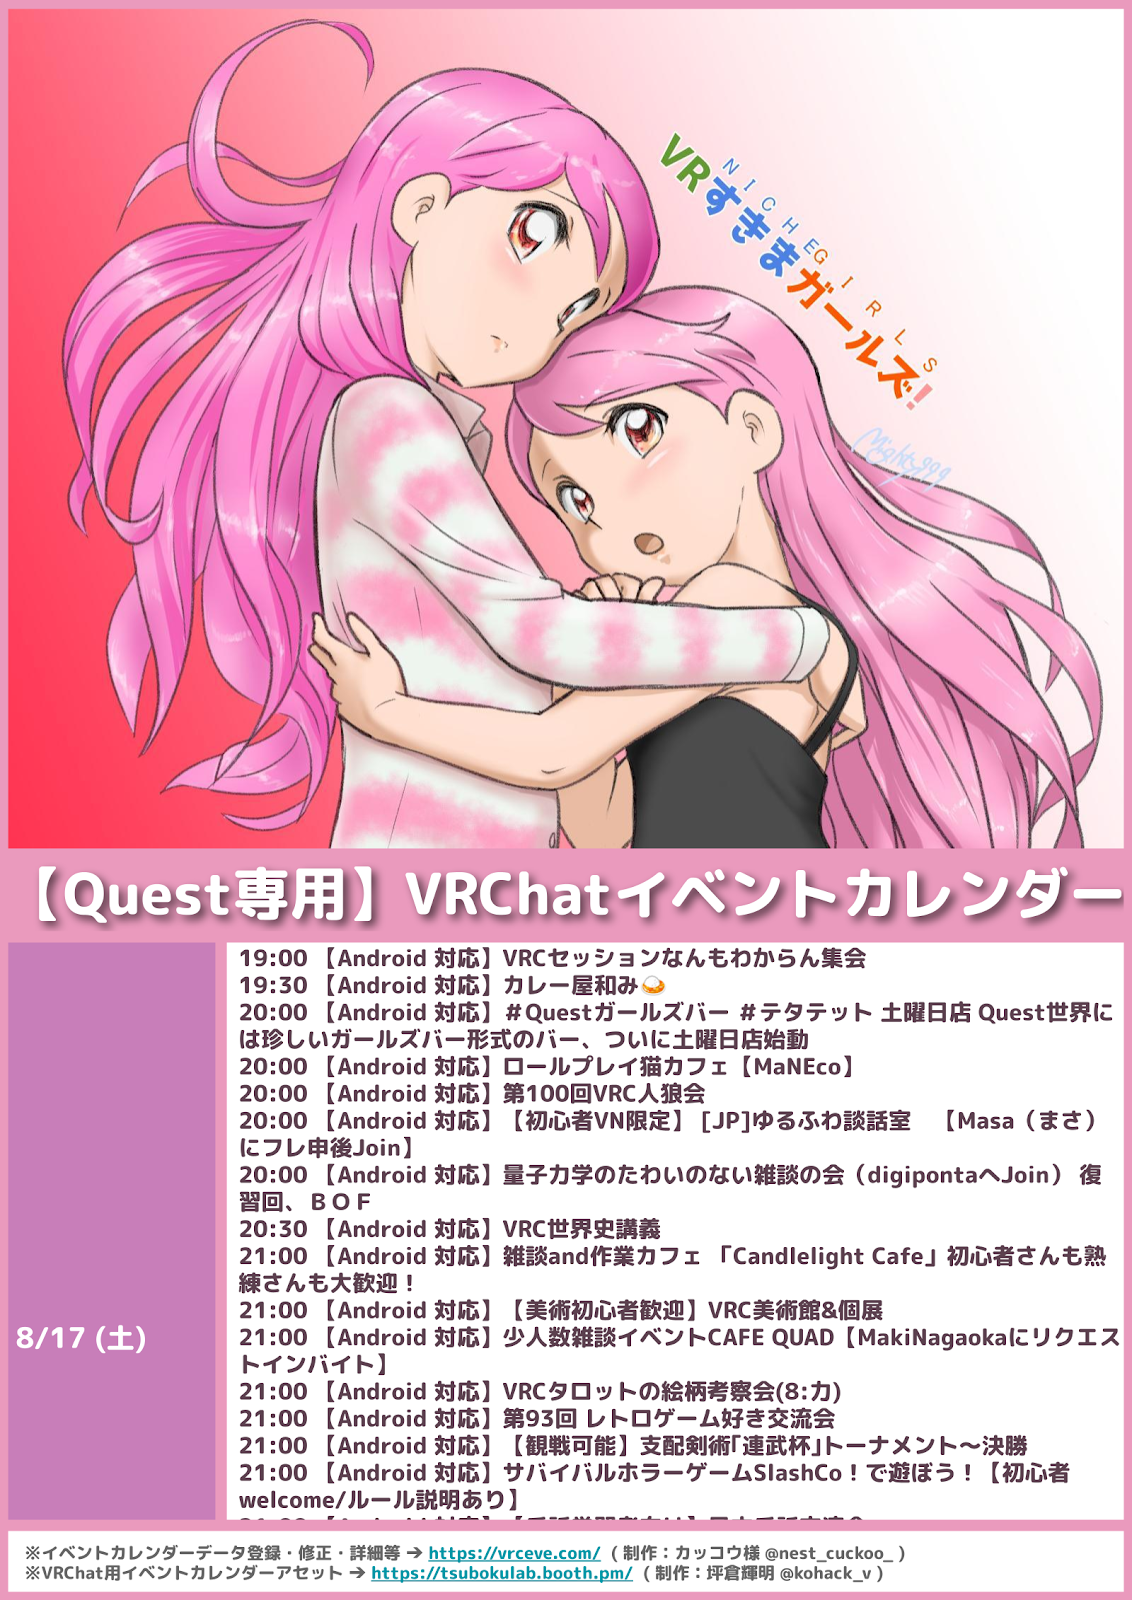 NICHE GIRLS
VRすきまガールズ!
Mighty999
【Quest専用】VRChatイベントカレンダー
8/17 (土)
19:00 【Android 対応】VRCセッションなんもわからん集会
19:30 【Android 対応】カレー屋和み🍛
20:00 【Android 対応】＃Questガールズバー ＃テタテット 土曜日店 Quest世界に
は珍しいガールズバー形式のバー、ついに土曜日店始動
20:00 【Android 対応】ロールプレイ猫カフェ【MaNEco】
20:00 【Android 対応】第100回VRC人狼会
20:00 【Android 対応】【初心者VN限定】 [JP]ゆるふわ談話室　【Masa（まさ）
にフレ申後Join】
20:00 【Android 対応】量子力学のたわいのない雑談の会（digipontaへJoin） 復
習回、ＢＯＦ
20:30 【Android 対応】VRC世界史講義
21:00 【Android 対応】雑談and作業カフェ 「Candlelight Cafe」初心者さんも熟
練さんも大歓迎！
21:00 【Android 対応】【美術初心者歓迎】VRC美術館&個展
21:00 【Android 対応】少人数雑談イベントCAFE QUAD【MakiNagaokaにリクエス
トインバイト】
21:00 【Android 対応】VRCタロットの絵柄考察会(8:力)
21:00 【Android 対応】第93回 レトロゲーム好き交流会
21:00 【Android 対応】【観戦可能】支配剣術｢連武杯｣トーナメント～決勝
21:00 【Android 対応】サバイバルホラーゲームSlashCo！で遊ぼう！【初心者
welcome/ルール説明あり】
※イベントカレンダーデータ登録・修正・詳細等 ➔ https://vrceve.com/ ( 制作：カッコウ様 @nest_cuckoo_ )
※VRChat用イベントカレンダーアセット ➔ https://tsubokulab.booth.pm/ ( 制作：坪倉輝明 @kohack_v )